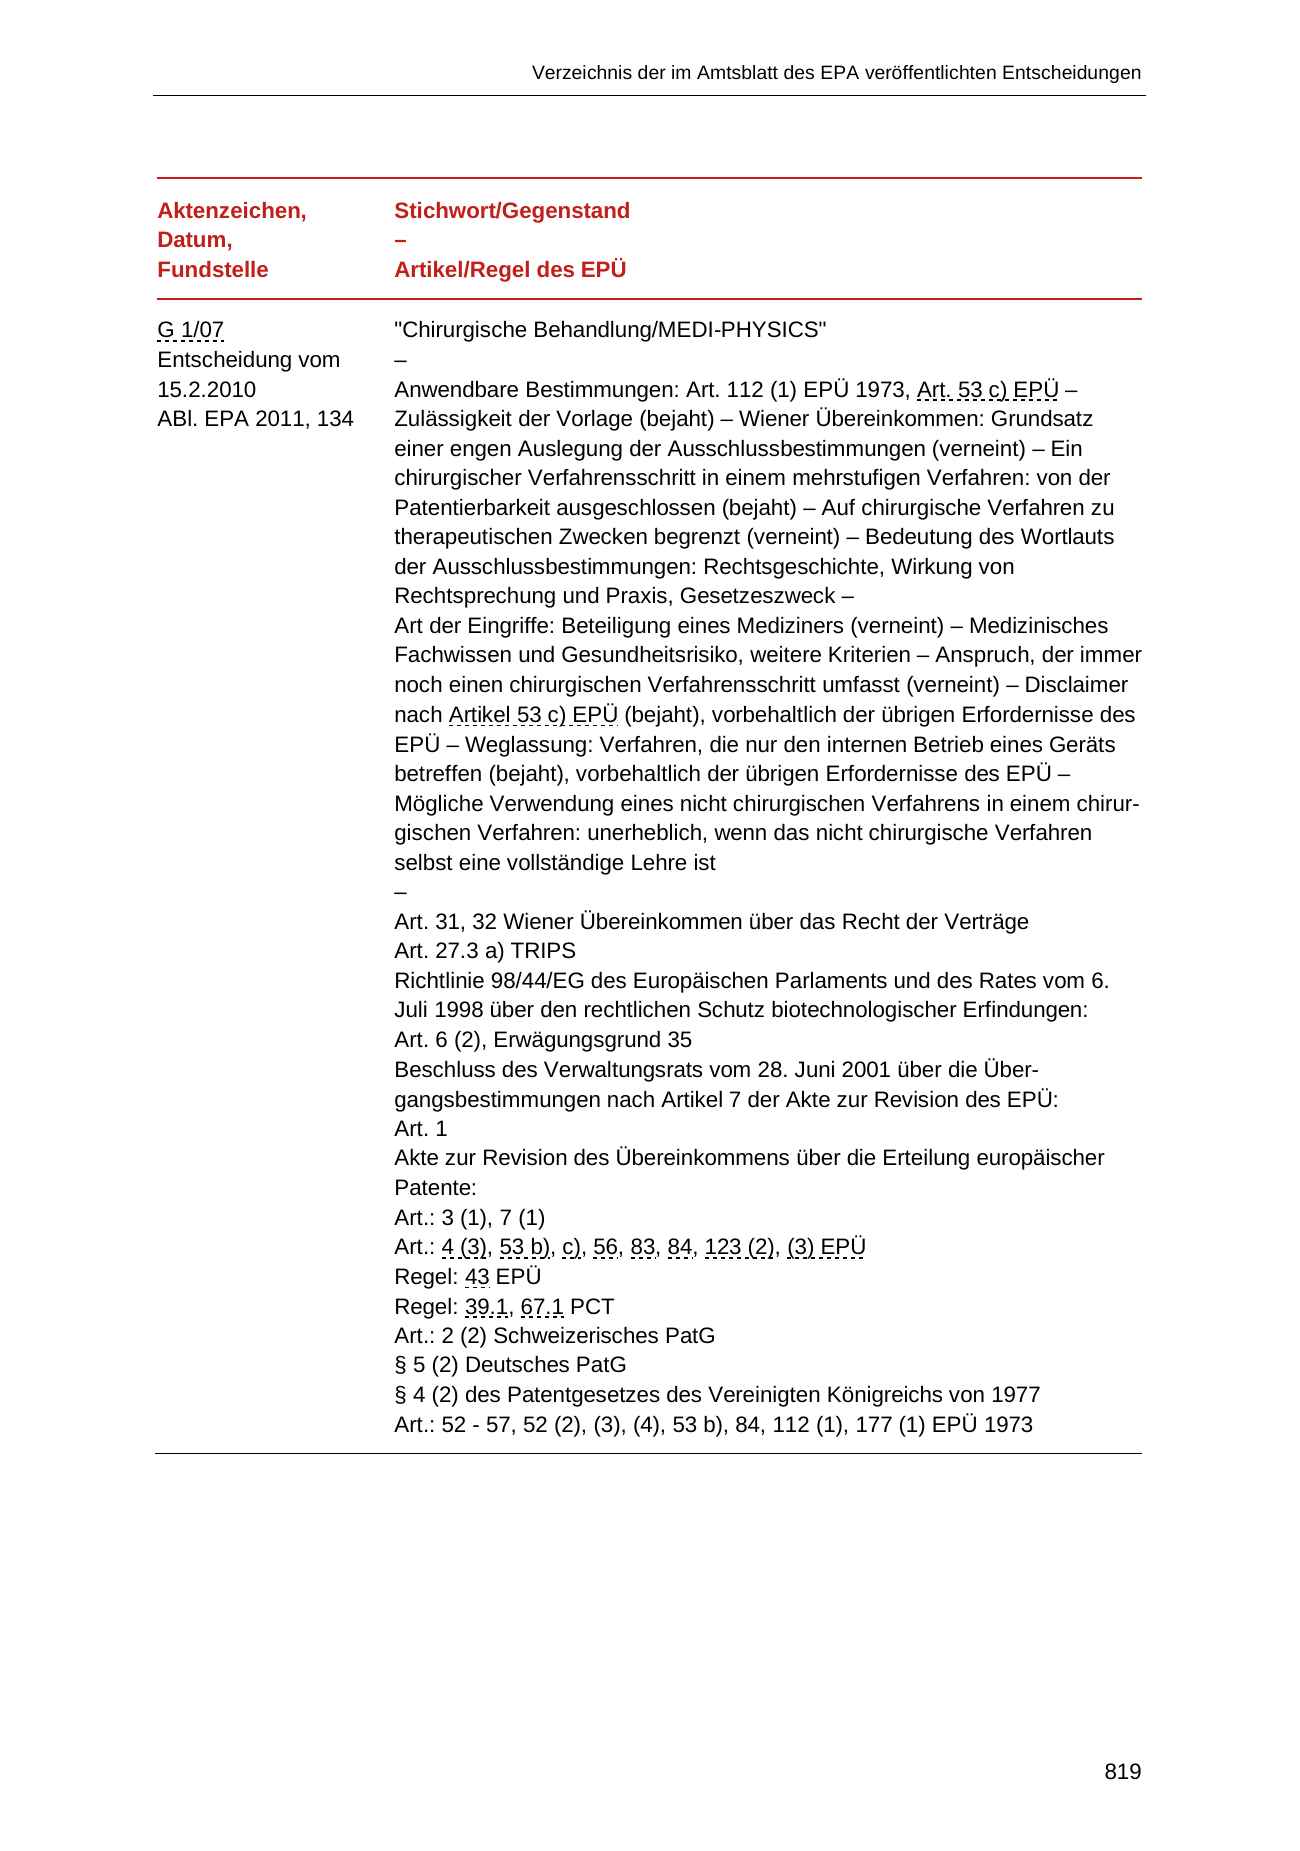 Verzeichnis der im Amtsblatt des EPA veröffentlichten Entscheidungen
Aktenzeichen,
Datum,
Fundstelle
Stichwort/Gegenstand
–
Artikel/Regel des EPÜ
G 1/07
Entscheidung vom
15.2.2010
ABl. EPA 2011, 134
"Chirurgische Behandlung/MEDI-PHYSICS"
–
Anwendbare Bestimmungen: Art. 112 (1) EPÜ 1973, Art. 53 c) EPÜ –
Zulässigkeit der Vorlage (bejaht) – Wiener Übereinkommen: Grundsatz
einer engen Auslegung der Ausschlussbestimmungen (verneint) – Ein
chirurgischer Verfahrensschritt in einem mehrstufigen Verfahren: von der
Patentierbarkeit ausgeschlossen (bejaht) – Auf chirurgische Verfahren zu
therapeutischen Zwecken begrenzt (verneint) – Bedeutung des Wortlauts
der Ausschlussbestimmungen: Rechtsgeschichte, Wirkung von
Rechtsprechung und Praxis, Gesetzeszweck –
Art der Eingriffe: Beteiligung eines Mediziners (verneint) – Medizinisches
Fachwissen und Gesundheitsrisiko, weitere Kriterien – Anspruch, der immer
noch einen chirurgischen Verfahrensschritt umfasst (verneint) – Disclaimer
nach Artikel 53 c) EPÜ (bejaht), vorbehaltlich der übrigen Erfordernisse des
EPÜ – Weglassung: Verfahren, die nur den internen Betrieb eines Geräts
betreffen (bejaht), vorbehaltlich der übrigen Erfordernisse des EPÜ –
Mögliche Verwendung eines nicht chirurgischen Verfahrens in einem chirur-
gischen Verfahren: unerheblich, wenn das nicht chirurgische Verfahren
selbst eine vollständige Lehre ist
–
Art. 31, 32 Wiener Übereinkommen über das Recht der Verträge
Art. 27.3 a) TRIPS
Richtlinie 98/44/EG des Europäischen Parlaments und des Rates vom 6.
Juli 1998 über den rechtlichen Schutz biotechnologischer Erfindungen:
Art. 6 (2), Erwägungsgrund 35
Beschluss des Verwaltungsrats vom 28. Juni 2001 über die Über-
gangsbestimmungen nach Artikel 7 der Akte zur Revision des EPÜ:
Art. 1
Akte zur Revision des Übereinkommens über die Erteilung europäischer
Patente:
Art.: 3 (1), 7 (1)
Art.: 4 (3), 53 b), c), 56, 83, 84, 123 (2), (3) EPÜ
Regel: 43 EPÜ
Regel: 39.1, 67.1 PCT
Art.: 2 (2) Schweizerisches PatG
§ 5 (2) Deutsches PatG
§ 4 (2) des Patentgesetzes des Vereinigten Königreichs von 1977
Art.: 52 - 57, 52 (2), (3), (4), 53 b), 84, 112 (1), 177 (1) EPÜ 1973
819